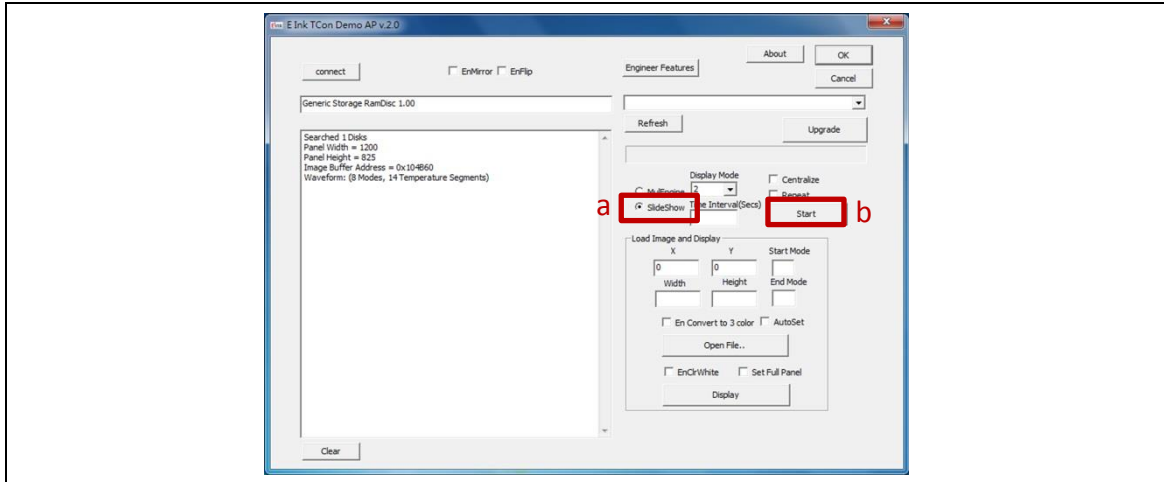 E Ink TCon Demo AP v.2.0
connect
EnMirror
EnFlip
Engineer Features
About
OK
Cancel
Generic Storage RamDisc 1.00
Refresh
Upgrade
Searched 1 Disks
Panel Width = 1200
Panel Height = 825
Image Buffer Address = 0x104B60
Waveform: (8 Modes, 14 Temperature Segments)
Display Mode
2
Centralize
Repeat
a
SlideShow
Time Interval(Secs)
Start
b
Load Image and Display
X
Y
Start Mode
0
0
Width
Height
End Mode
En Convert to 3 color
AutoSet
Open File..
EnClrWhite
Set Full Panel
Display
Clear